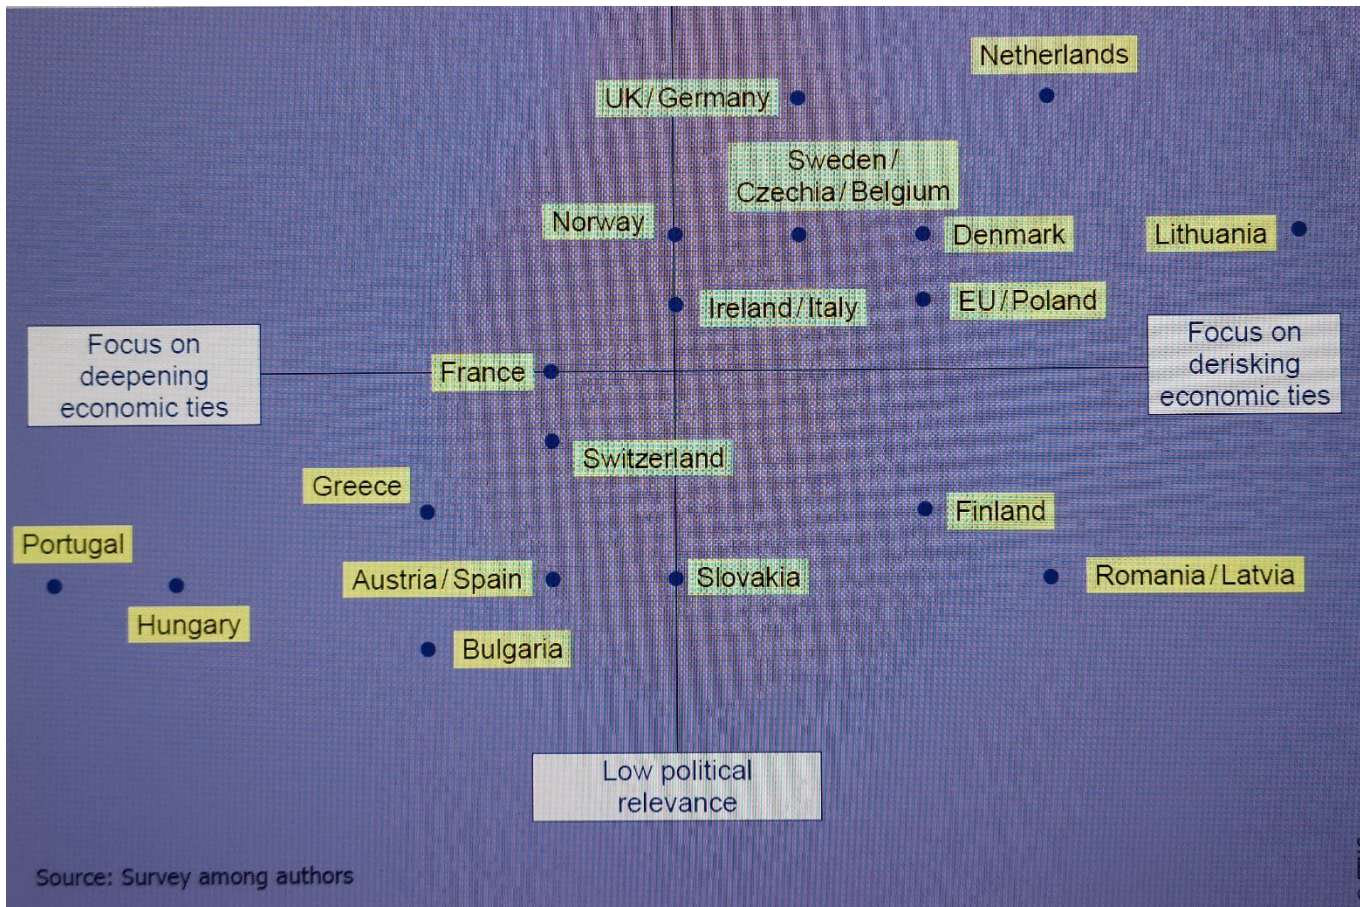 Netherlands
UK/Germany
Sweden/
Czechia/Belgium
Norway
Denmark
Lithuania
Ireland/Italy
EU/Poland
Focus on
deepening
economic ties
Focus on
derisking
economic ties
France
Switzerland
Greece
Finland
Portugal
Austria/Spain
Slovakia
Romania/Latvia
Hungary
Bulgaria
Low political
relevance
Source: Survey among authors